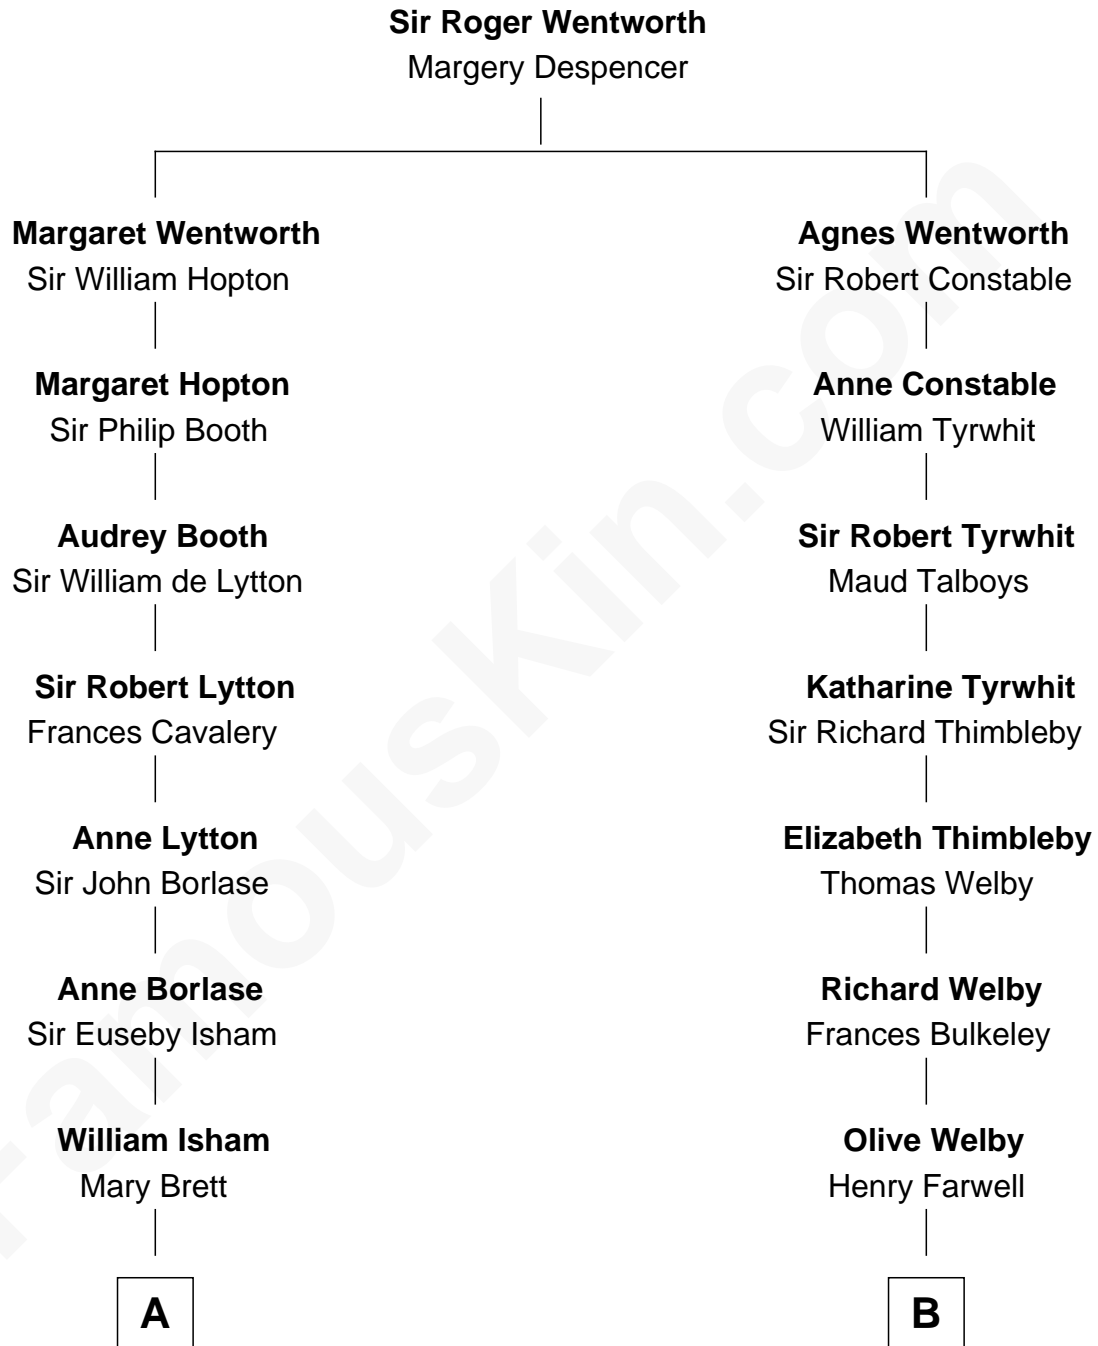 Sir Roger Wentworth
Margery Despencer
Margaret Wentworth
Sir William Hopton
Agnes Wentworth
Sir Robert Constable
Margaret Hopton
Sir Philip Booth
Anne Constable
William Tyrwhit
Audrey Booth
Sir William de Lytton
Sir Robert Tyrwhit
Maud Talboys
Sir Robert Lytton
Frances Cavalery
Katharine Tyrwhit
Sir Richard Thimbleby
Anne Lytton
Sir John Borlase
Elizabeth Thimbleby
Thomas Welby
Anne Borlase
Sir Euseby Isham
Richard Welby
Frances Bulkeley
William Isham
Mary Brett
Olive Welby
Henry Farwell
A
B
FamousKin.com